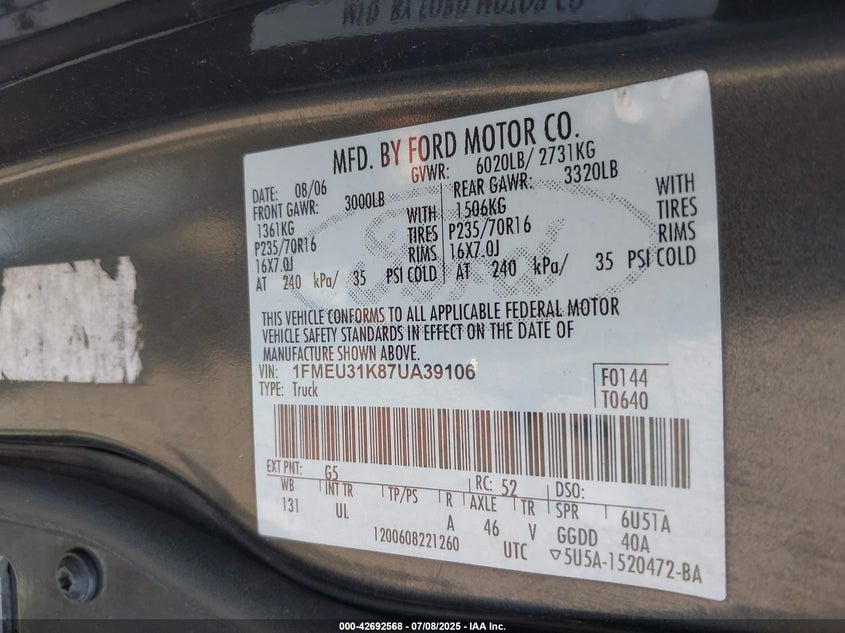 MFD. BY FORD MOTOR CO.
DATE: 08/06 GVWR: 6020LB/ 2731KG
FRONT GAWR: 3000LB REAR GAWR: 3320LB
1361KG WITH 1506KG WITH
P235/70R16 TIRES P235/70R16 TIRES
16X7.0J RIMS 16X7.0J RIMS
AT 240 kPa/ 35 PSI COLD AT 240 kPa/ 35 PSI COLD
Ford
THIS VEHICLE CONFORMS TO ALL APPLICABLE FEDERAL MOTOR
VEHICLE SAFETY STANDARDS IN EFFECT ON THE DATE OF
MANUFACTURE SHOWN ABOVE.
VIN: 1FMEU31K87UA39106
TYPE: Truck
F0144
T0640
EXT PNT: G5 RC: 52 DSO:
WB INT TR TP/PS R AXLE TR SPR 6U51A
131 UL A 46 V GGDD 40A
1200608221260 UTC ▽5U5A-1520472-BA
000-42692568 - 07/08/2025 - IAA Inc.